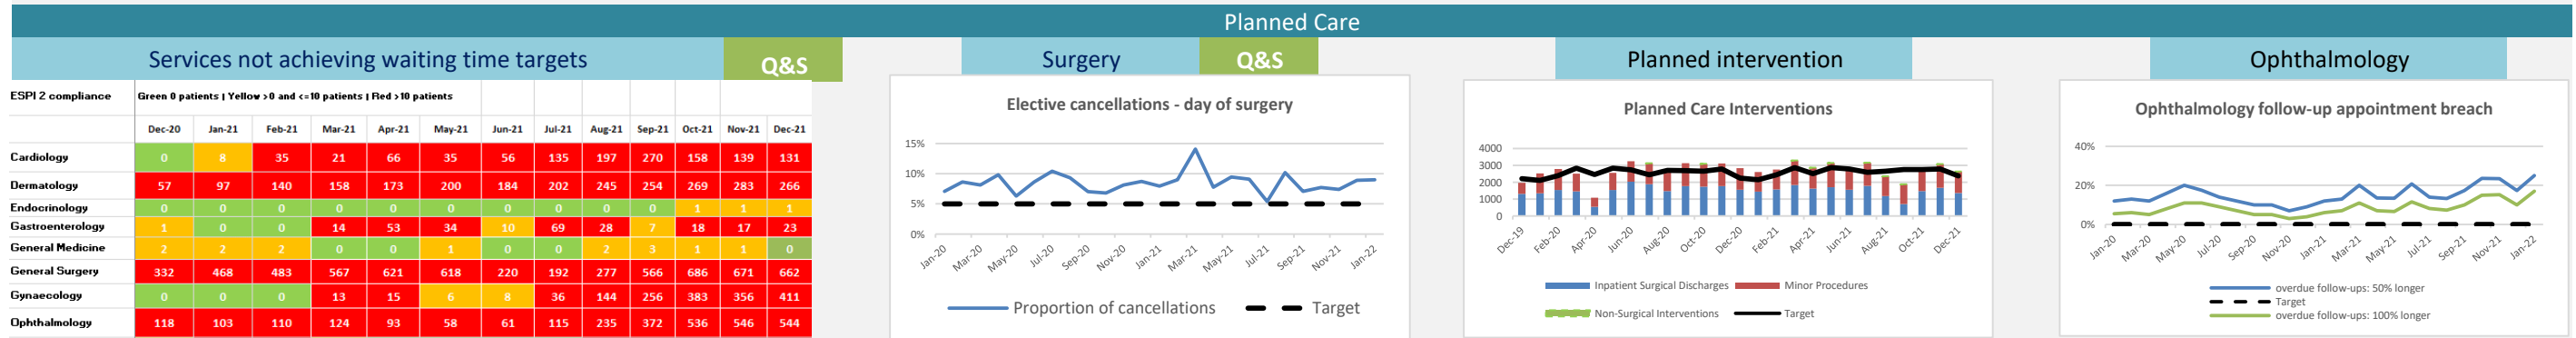 Planned Care
Services not achieving waiting time targets Q&S
ESPI 2 compliance Green 0 patients | Yellow >0 and <=10 patients | Red >10 patients
Dec-20 Jan-21 Feb-21 Mar-21 Apr-21 May-21 Jun-21 Jul-21 Aug-21 Sep-21 Oct-21 Nov-21 Dec-21
Cardiology 0 8 35 21 66 35 56 135 197 270 158 139 131
Dermatology 57 97 140 158 173 200 184 202 245 254 269 283 266
Endocrinology 0 0 0 0 0 0 0 0 0 0 1 1 1
Gastroenterology 1 0 0 14 53 34 10 69 28 7 18 17 23
General Medicine 2 2 2 0 0 1 0 0 2 3 1 1 0
General Surgery 332 468 483 567 621 618 220 192 277 566 686 671 662
Gynaecology 0 0 0 13 15 6 8 36 144 256 383 356 411
Ophthalmology 118 103 110 124 93 58 61 115 235 372 536 546 544
Surgery Q&S
Elective cancellations - day of surgery
15%
10%
5%
0%
Jan-20 Mar-20 May-20 Jul-20 Sep-20 Nov-20 Jan-21 Mar-21 May-21 Jul-21 Sep-21 Nov-21 Jan-22
Proportion of cancellations Target
Planned intervention
Planned Care Interventions
4000
3000
2000
1000
0
Dec-19 Feb-20 Apr-20 Jun-20 Aug-20 Oct-20 Dec-20 Feb-21 Apr-21 Jun-21 Aug-21 Oct-21 Dec-21
Inpatient Surgical Discharges Minor Procedures
Non-Surgical Interventions Target
Ophthalmology
Ophthalmology follow-up appointment breach
40%
20%
0%
Jan-20 Mar-20 May-20 Jul-20 Sep-20 Nov-20 Jan-21 Mar-21 May-21 Jul-21 Sep-21 Nov-21 Jan-22
overdue follow-ups: 50% longer
Target
overdue follow-ups: 100% longer